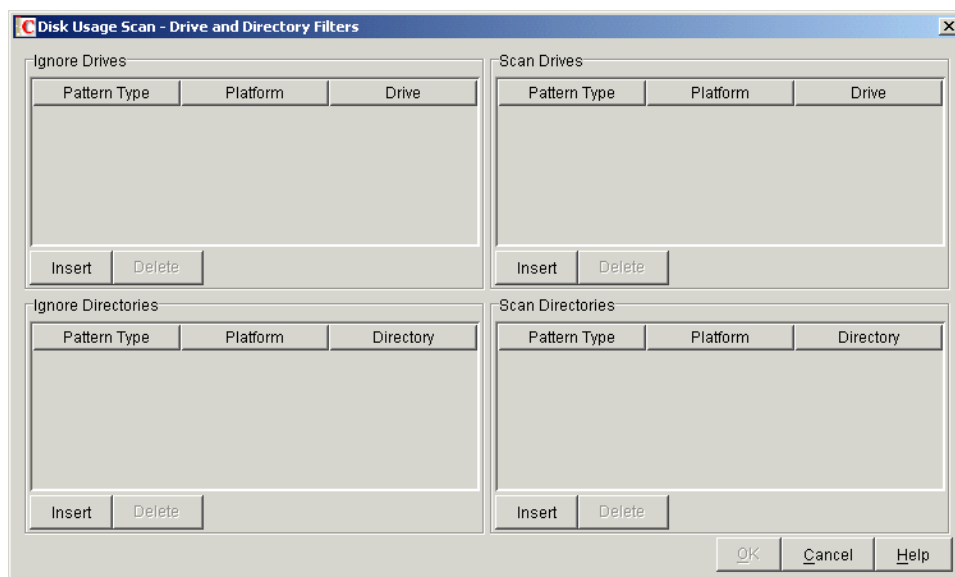 Disk Usage Scan - Drive and Directory Filters
Ignore Drives
Pattern Type Platform Drive
Insert Delete
Scan Drives
Pattern Type Platform Drive
Insert Delete
Ignore Directories
Pattern Type Platform Directory
Insert Delete
Scan Directories
Pattern Type Platform Directory
Insert Delete
OK Cancel Help